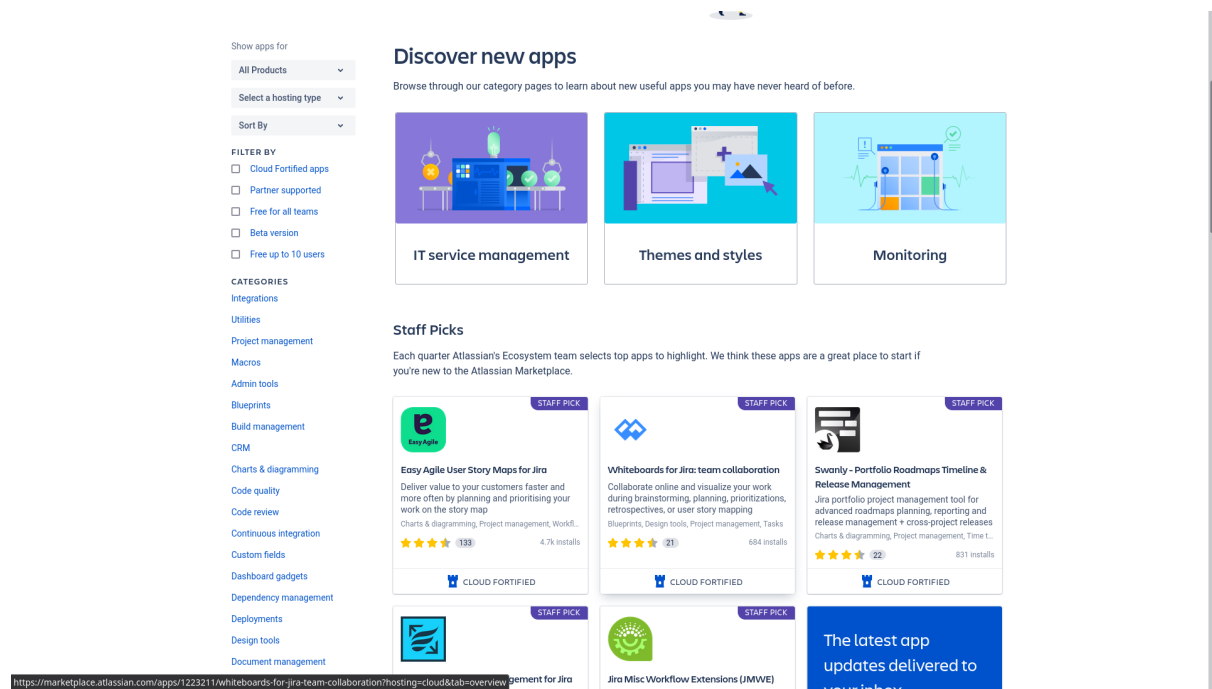 Show apps for
All Products
Select a hosting type
Sort By
FILTER BY
Cloud Fortified apps
Partner supported
Free for all teams
Beta version
Free up to 10 users
CATEGORIES
Integrations
Utilities
Project management
Macros
Admin tools
Blueprints
Build management
CRM
Charts & diagramming
Code quality
Code review
Continuous integration
Custom fields
Dashboard gadgets
Dependency management
Deployments
Design tools
Document management
Discover new apps
Browse through our category pages to learn about new useful apps you may have never heard of before.
IT service management
Themes and styles
Monitoring
Staff Picks
Each quarter Atlassian's Ecosystem team selects top apps to highlight. We think these apps are a great place to start if
you're new to the Atlassian Marketplace.
STAFF PICK
Easy Agile
Easy Agile User Story Maps for Jira
Deliver value to your customers faster and
more often by planning and prioritising your
work on the story map
Charts & diagramming, Project management, Workfl...
133
4.7k installs
CLOUD FORTIFIED
STAFF PICK
Whiteboards for Jira: team collaboration
Collaborate online and visualize your work
during brainstorming, planning, prioritizations,
retrospectives, or user story mapping
Blueprints, Design tools, Project management, Tasks
21
684 installs
CLOUD FORTIFIED
STAFF PICK
Swanly - Portfolio Roadmaps Timeline &
Release Management
Jira portfolio project management tool for
advanced roadmaps planning, reporting and
release management + cross-project releases
Charts & diagramming, Project management, Time t...
22
831 installs
CLOUD FORTIFIED
STAFF PICK
gement for Jira
STAFF PICK
Jira Misc Workflow Extensions (JMWE)
The latest app
updates delivered to
your inbox
https://marketplace.atlassian.com/apps/1223211/whiteboards-for-jira-team-collaboration?hosting=cloud&tab=overview